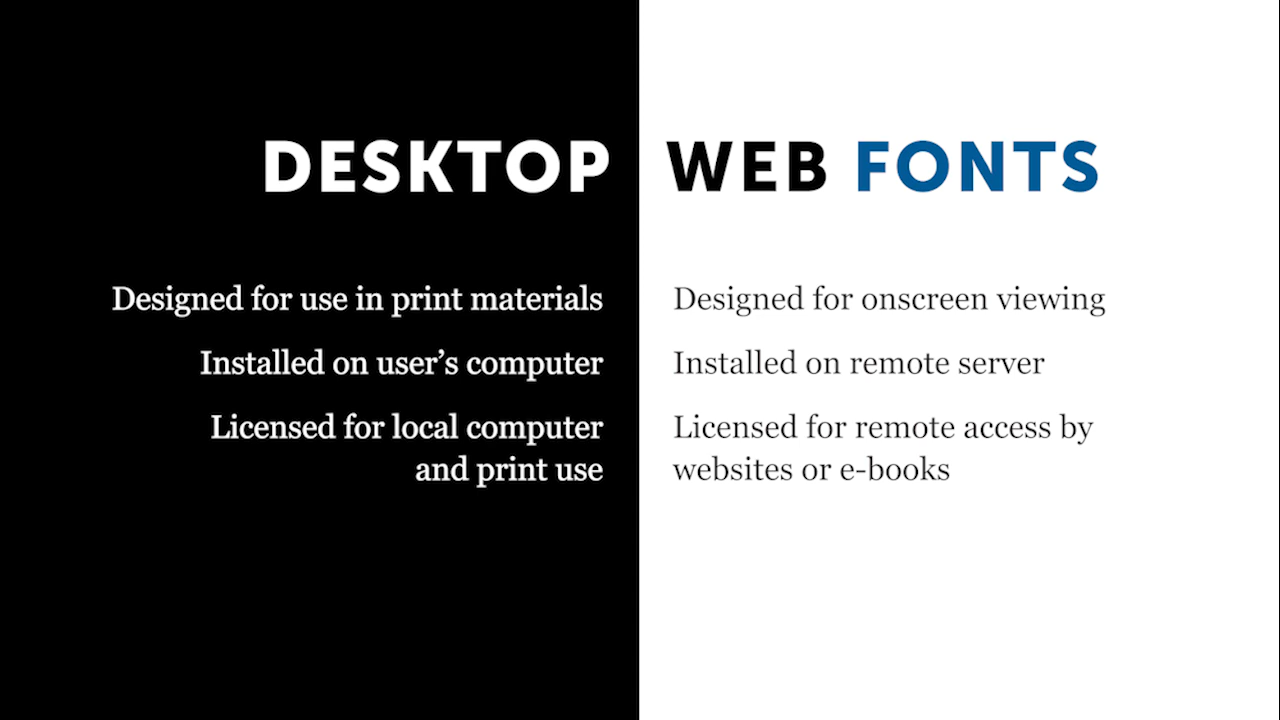 DESKTOP
Designed for use in print materials
Installed on user’s computer
Licensed for local computer
and print use
WEB FONTS
Designed for onscreen viewing
Installed on remote server
Licensed for remote access by
websites or e-books